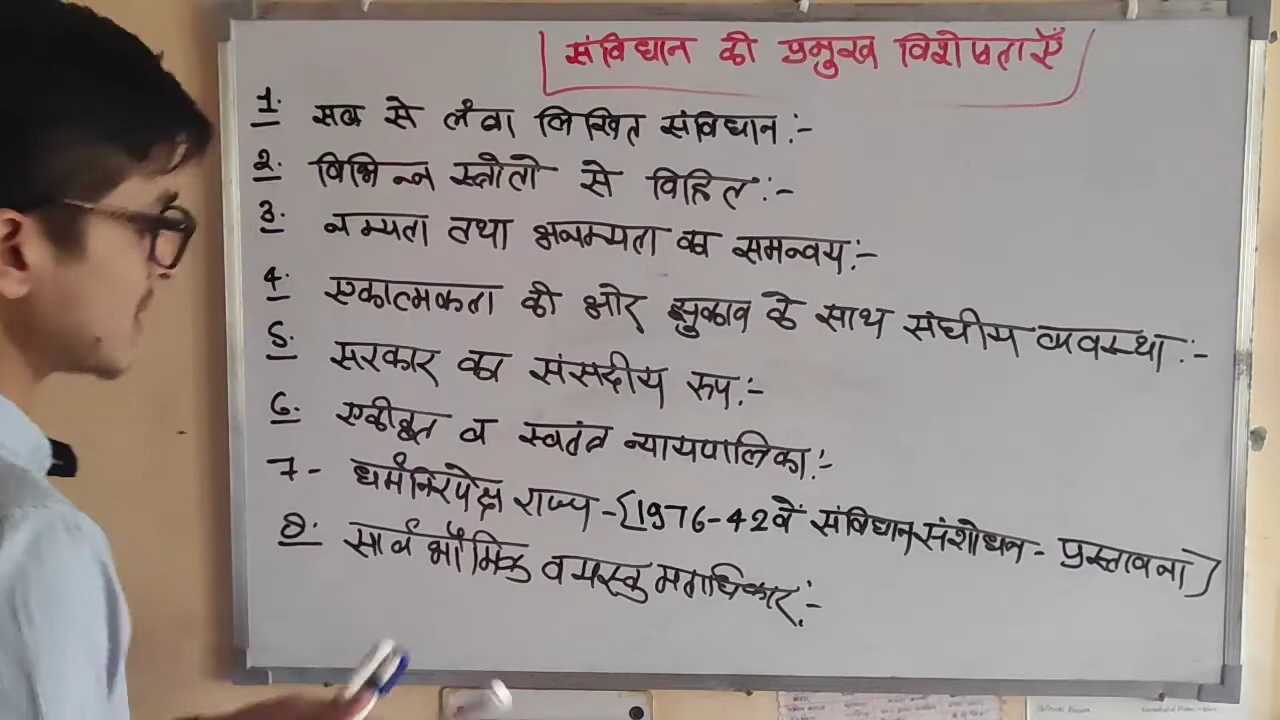 संविधान की प्रमुख विशेषताएँ
1. सब से लंबा लिखित संविधान:-
2. विभिन्न स्त्रोतो से विहित:-
3. नम्यता तथा अनम्यता का समन्वय:-
4. एकात्मकता की ओर झुकाव के साथ संघीय व्यवस्था:-
5. सरकार का संसदीय रुप:-
6. एकीकृत व स्वतंत्र न्यायपालिका:-
7- धर्मनिरपेक्ष राज्य-{1976-42वें संविधान संशोधन- प्रस्तावना}
8. सार्वभौमिक वयस्क मताधिकार:-